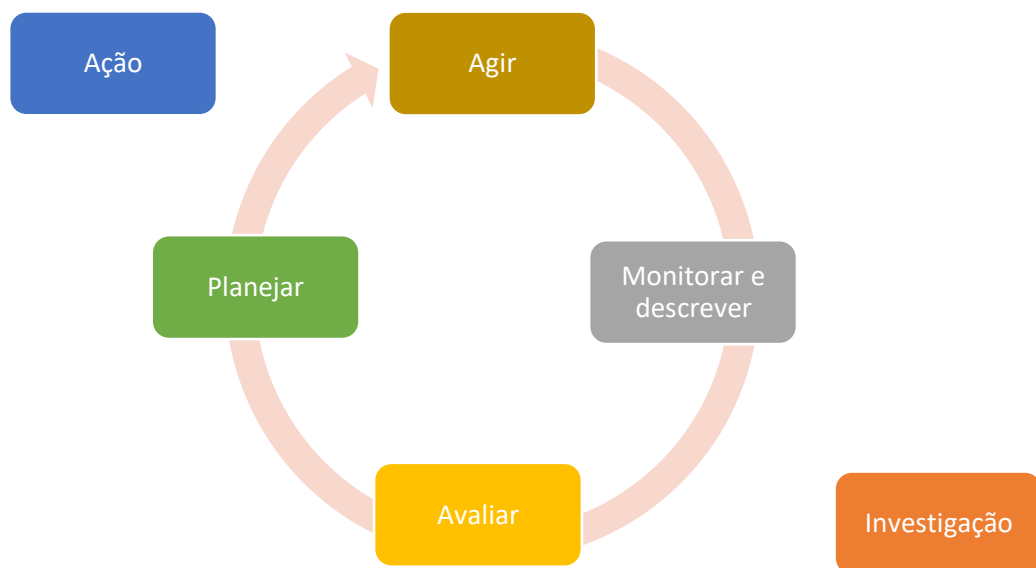 Ação
Agir
Planejar
Monitorar e
descrever
Avaliar
Investigação